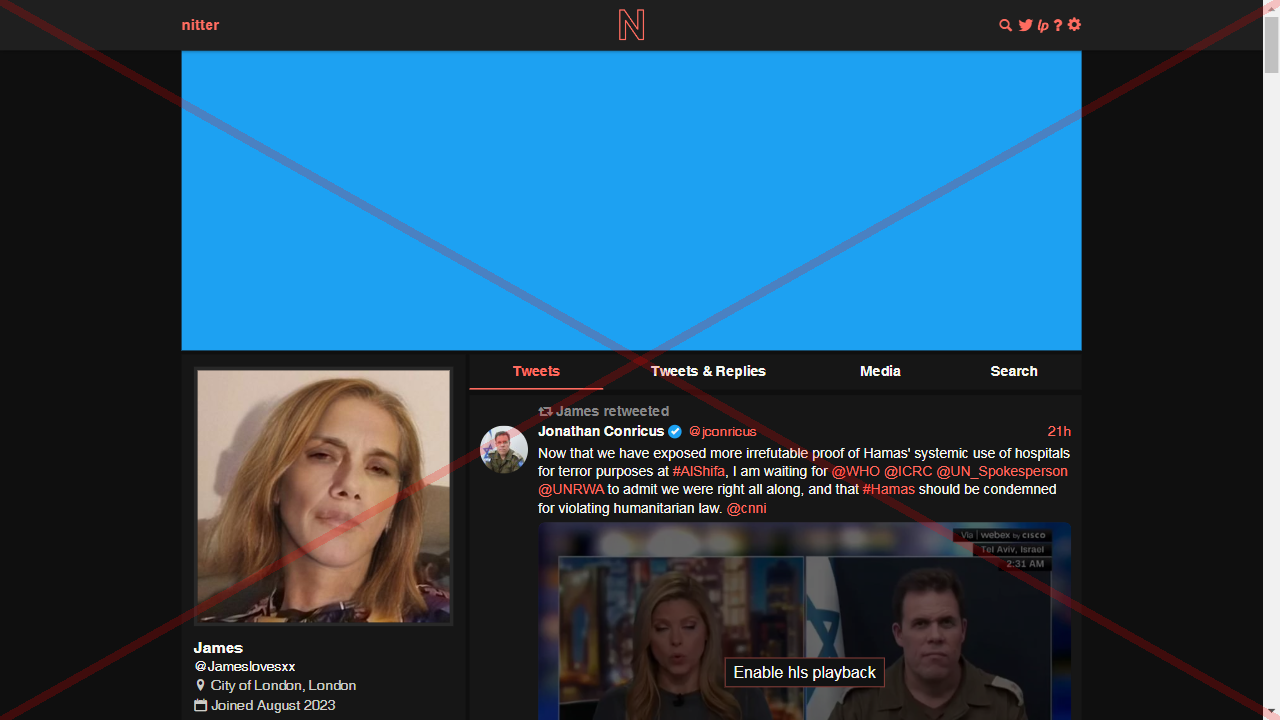 nitter
N
lp ?
Tweets
Tweets & Replies
Media
Search
James retweeted
Jonathan Conricus @jconricus 21h
Now that we have exposed more irrefutable proof of Hamas' systemic use of hospitals
for terror purposes at #AlShifa, I am waiting for @WHO @ICRC @UN_Spokesperson
@UNRWA to admit we were right all along, and that #Hamas should be condemned
for violating humanitarian law. @cnni
Via | webex by cisco
Tel Aviv, Israel
2:31 AM
Enable hls playback
James
@Jameslovesxx
City of London, London
Joined August 2023